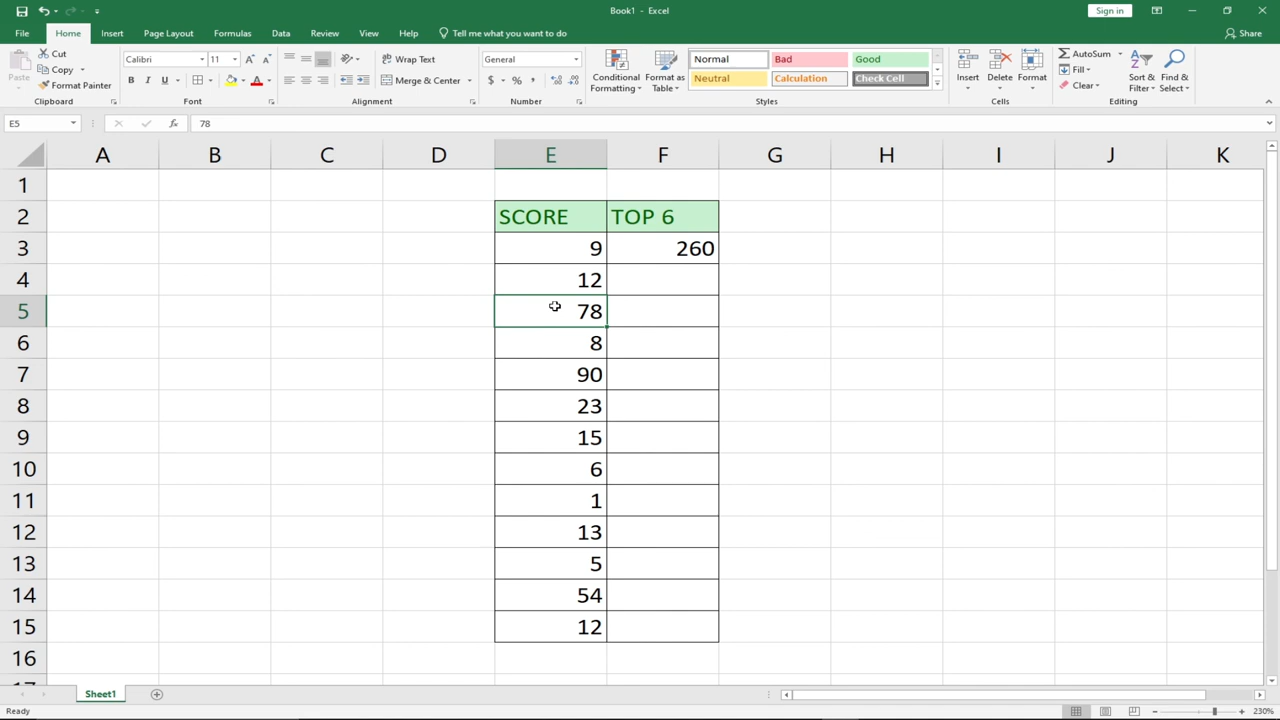 Book1 - Excel
Sign in
File Home Insert Page Layout Formulas Data Review View Help Tell me what you want to do Share
Paste
Cut
Copy
Format Painter
Clipboard
Calibri 11
B I U
Font
Wrap Text
Merge & Center
Alignment
General
$ % ,
Number
Conditional Formatting
Format as Table
Normal Bad Good
Neutral Calculation Check Cell
Styles
Insert Delete Format
Cells
AutoSum
Fill
Clear
Sort & Filter
Find & Select
Editing
E5 fx 78
A B C D E F G H I J K
1
2 SCORE TOP 6
3 9 260
4 12
5 78
6 8
7 90
8 23
9 15
10 6
11 1
12 13
13 5
14 54
15 12
16
17
Sheet1
Ready 230%